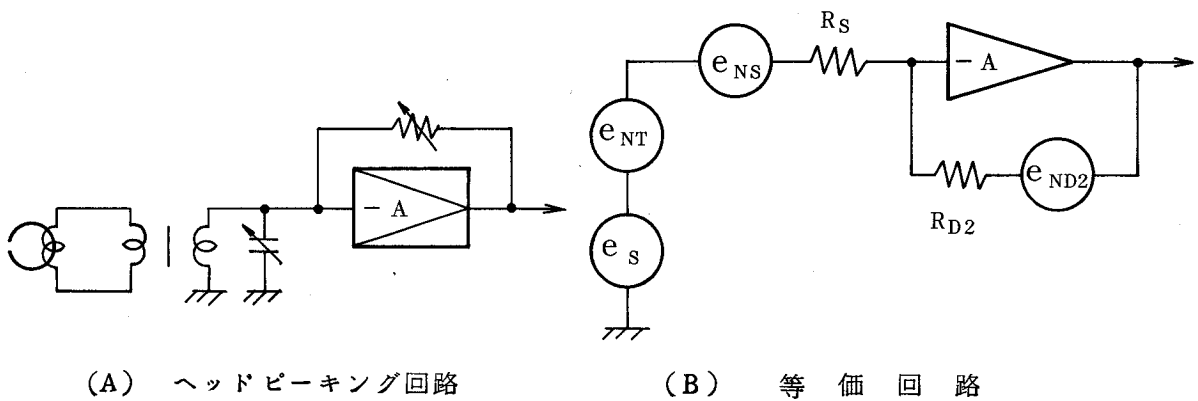 R_S
e_NS
− A
e_NT
− A
e_ND2
R_D2
e_S
(A) ヘッドピーキング回路
(B) 等価回路